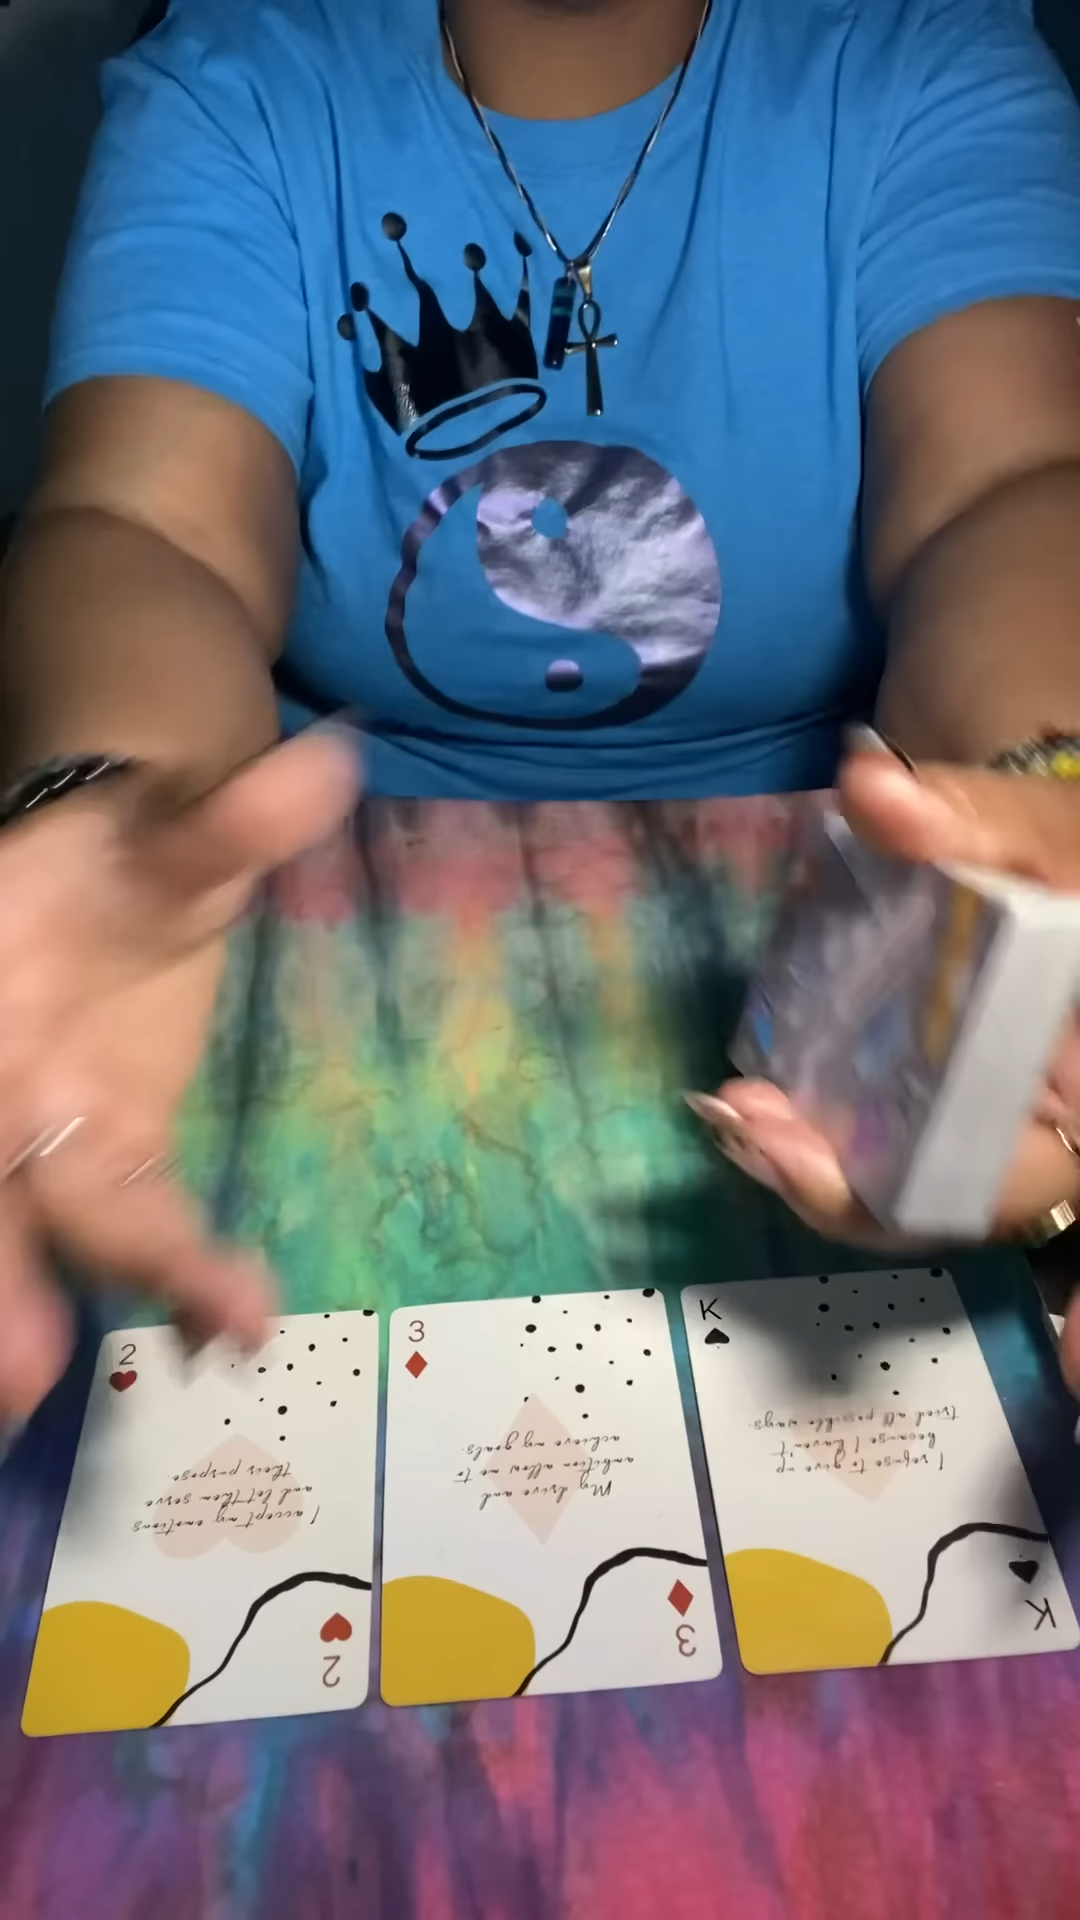 2
I accept my emotions
and let them serve
their purpose.
2
3
My drive and
ambition allow me to
achieve my goals.
3
K
I refuse to give up
because I haven't
tried all possible ways.
K